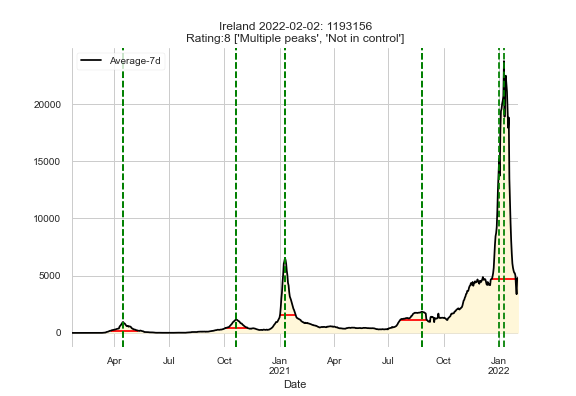 Ireland 2022-02-02: 1193156
Rating:8 ['Multiple peaks', 'Not in control']
Average-7d
20000
15000
10000
5000
0
Apr Jul Oct Jan Apr Jul Oct Jan
2021 2022
Date